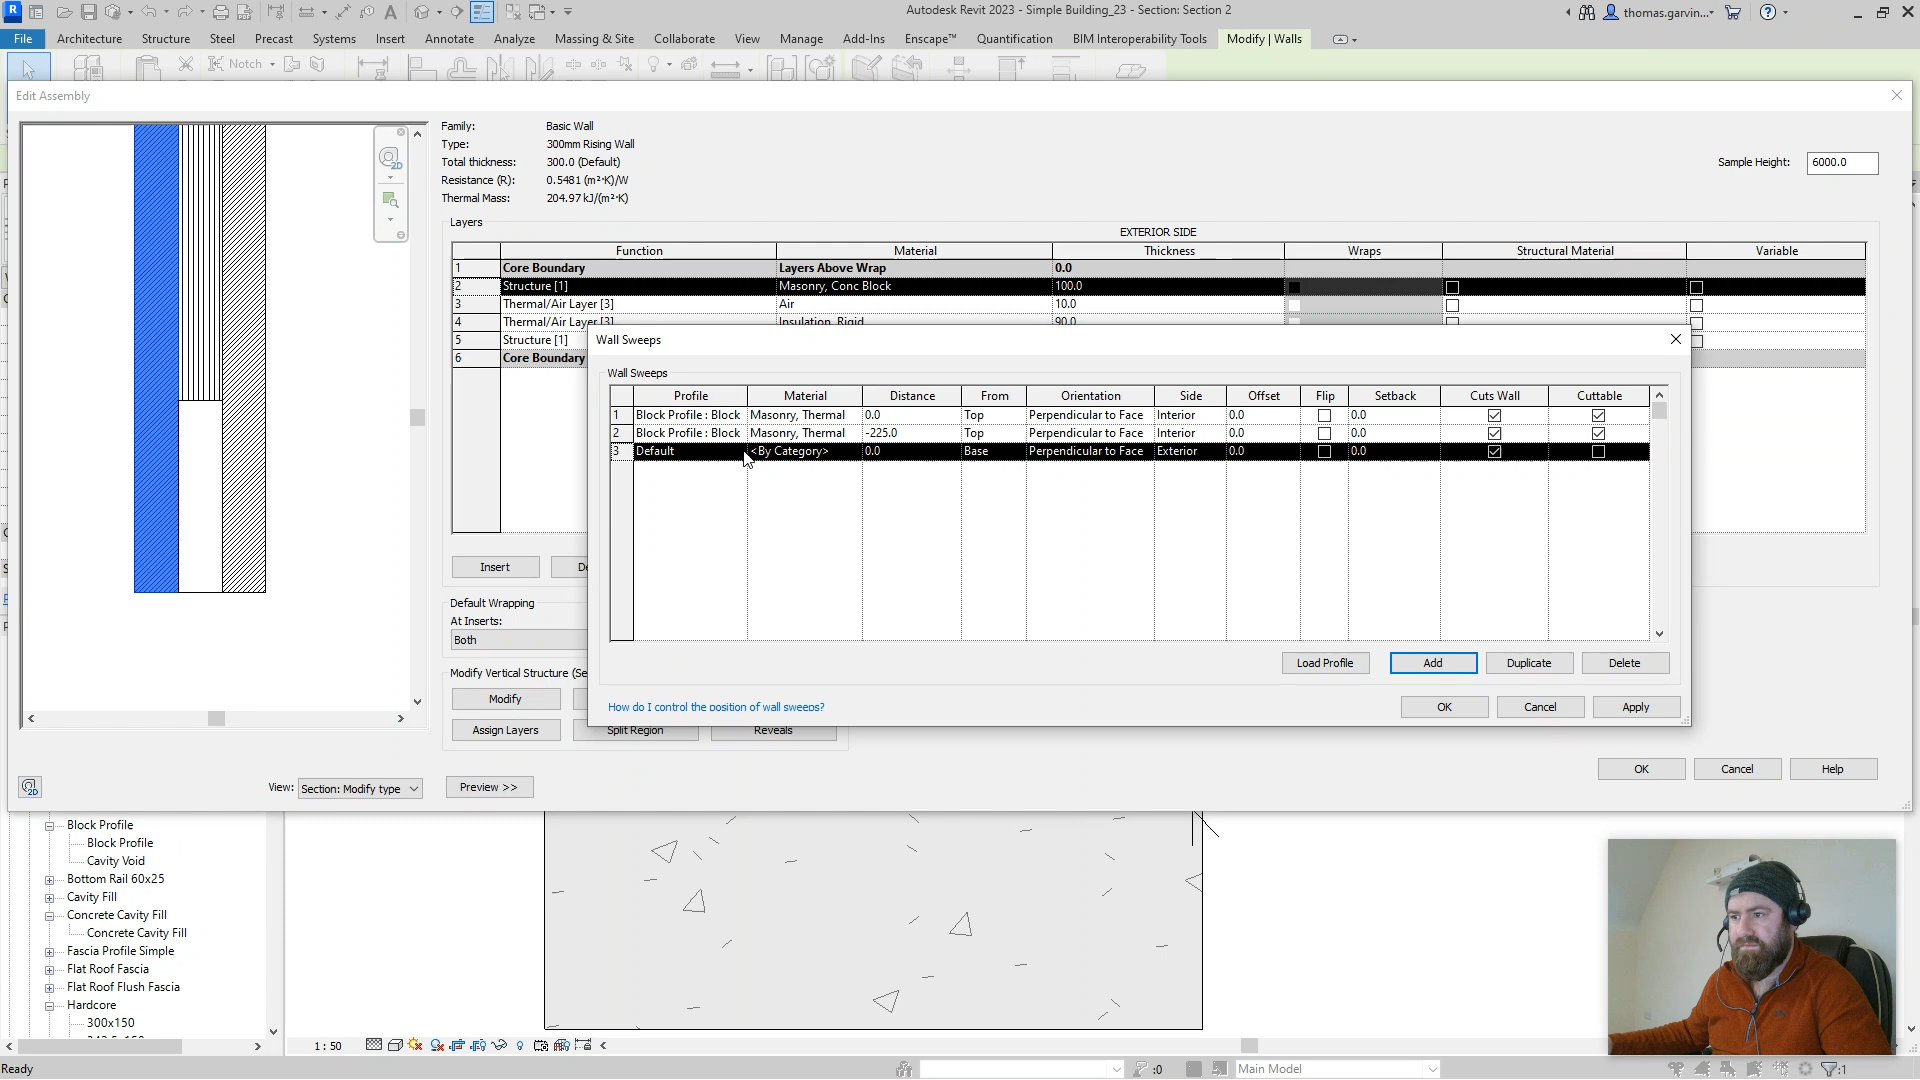 Autodesk Revit 2023 - Simple Building_23 - Section: Section 2
thomas.garvin...
File Architecture Structure Steel Precast Systems Insert Annotate Analyze Massing & Site Collaborate View Manage Add-Ins Enscape™ Quantification BIM Interoperability Tools Modify | Walls
Notch
Edit Assembly
Family: Basic Wall
Type: 300mm Rising Wall
Total thickness: 300.0 (Default)
Resistance (R): 0.5481 (m²·K)/W
Thermal Mass: 204.97 kJ/(m²·K)
Sample Height: 6000.0
Layers
EXTERIOR SIDE
Function Material Thickness Wraps Structural Material Variable
1 Core Boundary Layers Above Wrap 0.0
2 Structure [1] Masonry, Conc Block 100.0
3 Thermal/Air Layer [3] Air 10.0
4 Thermal/Air Layer [3] Insulation, Rigid 90.0
5 Structure [1]
6 Core Boundary
Wall Sweeps
Wall Sweeps
Profile Material Distance From Orientation Side Offset Flip Setback Cuts Wall Cuttable
1 Block Profile : Block Masonry, Thermal 0.0 Top Perpendicular to Face Interior 0.0 0.0
2 Block Profile : Block Masonry, Thermal -225.0 Top Perpendicular to Face Interior 0.0 0.0
3 Default <By Category> 0.0 Base Perpendicular to Face Exterior 0.0 0.0
Load Profile Add Duplicate Delete
How do I control the position of wall sweeps?
OK Cancel Apply
Insert De
Default Wrapping
At Inserts:
Both
Modify Vertical Structure (Se
Modify
Assign Layers Split Region Reveals
OK Cancel Help
View: Section: Modify type Preview >>
Block Profile
Block Profile
Cavity Void
Bottom Rail 60x25
Cavity Fill
Concrete Cavity Fill
Concrete Cavity Fill
Fascia Profile Simple
Flat Roof Fascia
Flat Roof Flush Fascia
Hardcore
300x150
1 : 50
Ready
:0
Main Model
:1